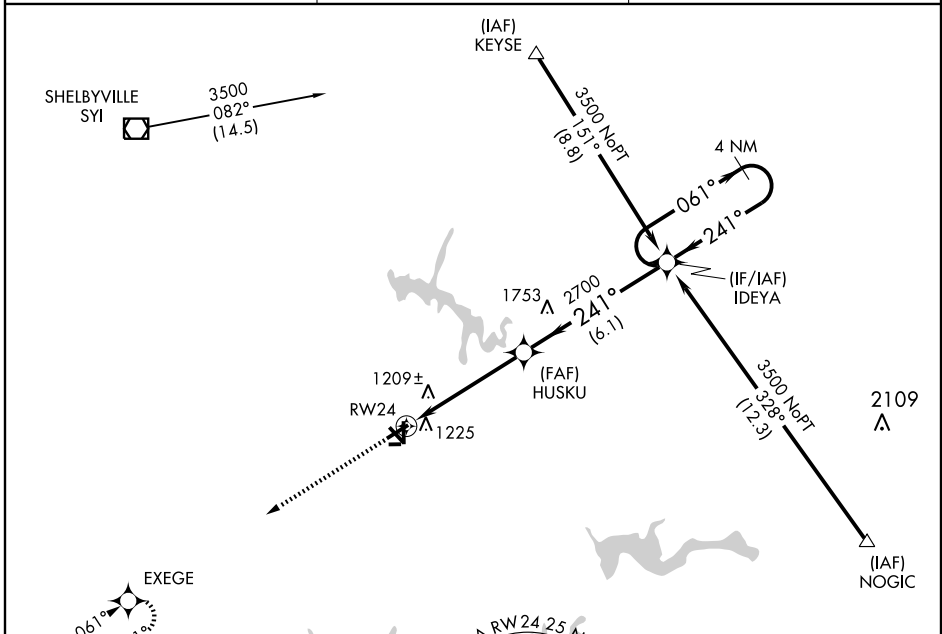 (IAF)
KEYSE
SHELBYVILLE
SYI
3500
082°
(14.5)
3500 NoPT
151°
(8.8)
4 NM
061°
241°
(IF/IAF)
IDEYA
1753
2700
241°
(6.1)
(FAF)
HUSKU
1209±
RW24
1225
3500 NoPT
328°
(12.3)
2109
(IAF)
NOGIC
EXEGE
061°
RW24 25